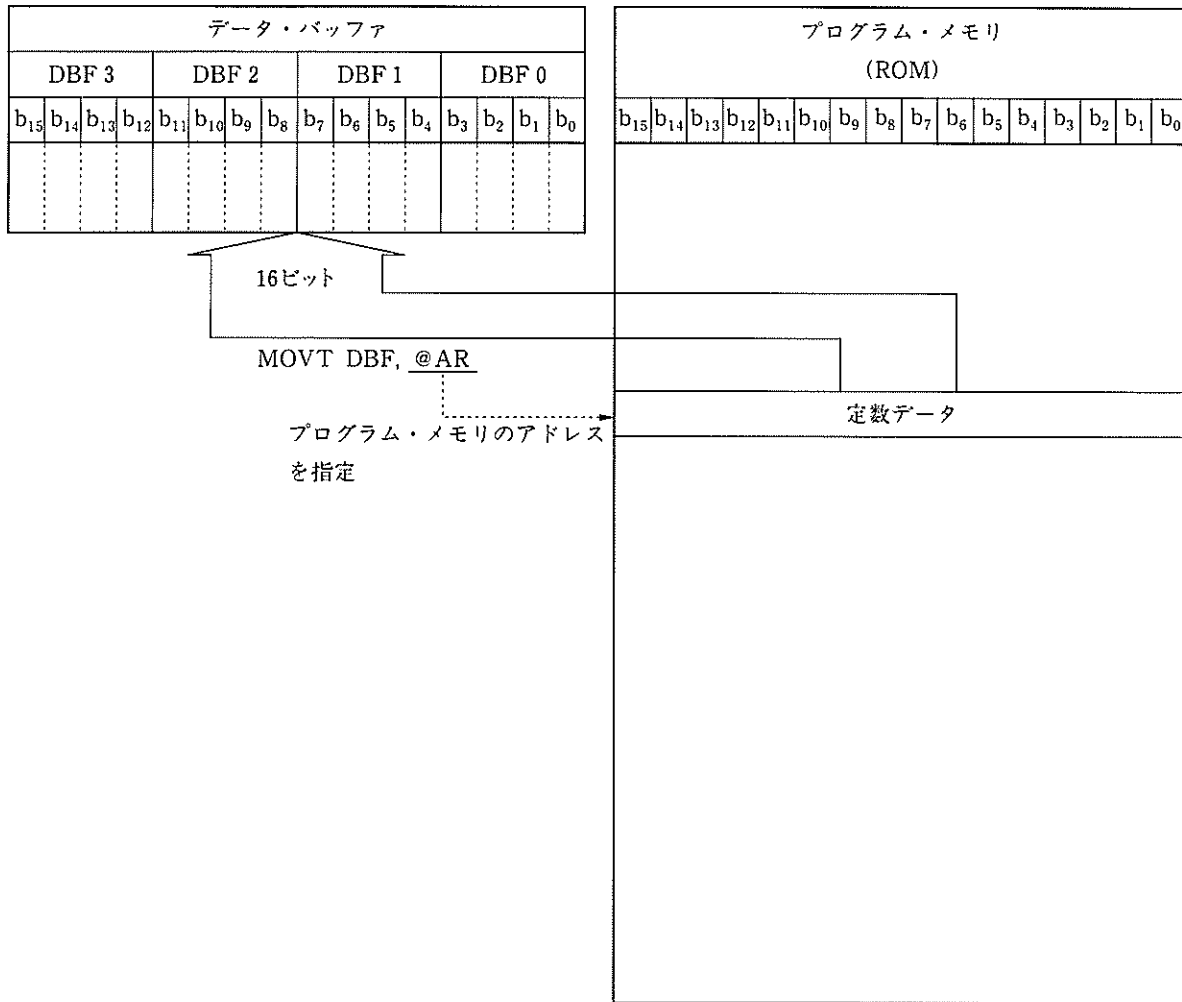 データ・バッファ
DBF 3 DBF 2 DBF 1 DBF 0
b15 b14 b13 b12 b11 b10 b9 b8 b7 b6 b5 b4 b3 b2 b1 b0
16ビット
MOVT DBF, @AR
プログラム・メモリのアドレス
を指定
プログラム・メモリ
(ROM)
b15 b14 b13 b12 b11 b10 b9 b8 b7 b6 b5 b4 b3 b2 b1 b0
定数データ